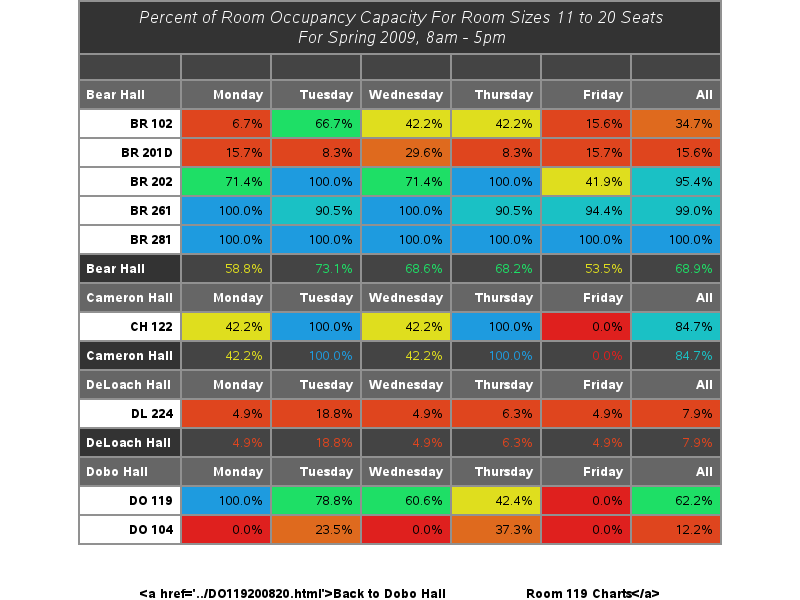 Percent of Room Occupancy Capacity For Room Sizes 11 to 20 Seats
For Spring 2009, 8am - 5pm
Bear Hall Monday Tuesday Wednesday Thursday Friday All
BR 102 6.7% 66.7% 42.2% 42.2% 15.6% 34.7%
BR 201D 15.7% 8.3% 29.6% 8.3% 15.7% 15.6%
BR 202 71.4% 100.0% 71.4% 100.0% 41.9% 95.4%
BR 261 100.0% 90.5% 100.0% 90.5% 94.4% 99.0%
BR 281 100.0% 100.0% 100.0% 100.0% 100.0% 100.0%
Bear Hall 58.8% 73.1% 68.6% 68.2% 53.5% 68.9%
Cameron Hall Monday Tuesday Wednesday Thursday Friday All
CH 122 42.2% 100.0% 42.2% 100.0% 0.0% 84.7%
Cameron Hall 42.2% 100.0% 42.2% 100.0% 0.0% 84.7%
DeLoach Hall Monday Tuesday Wednesday Thursday Friday All
DL 224 4.9% 18.8% 4.9% 6.3% 4.9% 7.9%
DeLoach Hall 4.9% 18.8% 4.9% 6.3% 4.9% 7.9%
Dobo Hall Monday Tuesday Wednesday Thursday Friday All
DO 119 100.0% 78.8% 60.6% 42.4% 0.0% 62.2%
DO 104 0.0% 23.5% 0.0% 37.3% 0.0% 12.2%
<a href='../DO119200820.html'>Back to Dobo Hall Room 119 Charts</a>